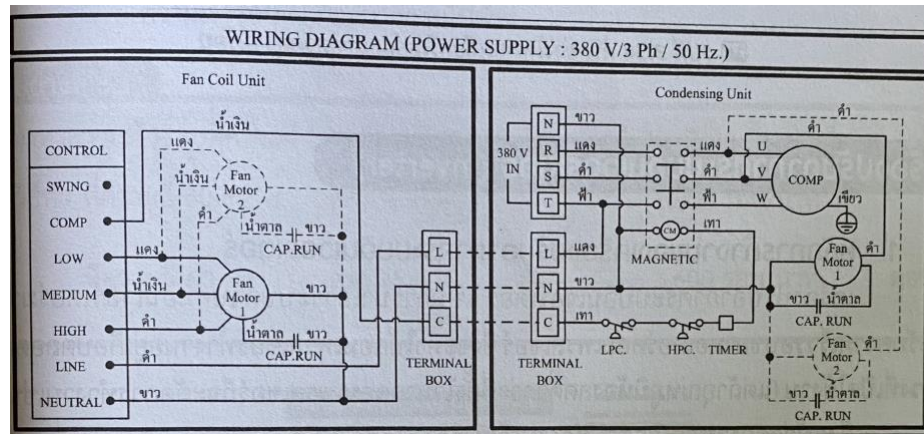 WIRING DIAGRAM (POWER SUPPLY : 380 V/3 Ph / 50 Hz.)
Fan Coil Unit
CONTROL
SWING
COMP
LOW
MEDIUM
HIGH
LINE
NEUTRAL
น้ำเงิน
แดง
น้ำเงิน
ดำ
แดง
น้ำเงิน
ดำ
ดำ
ขาว
Fan
Motor
2
น้ำตาล ขาว
CAP.RUN
Fan
Motor
1
ขาว
น้ำตาล ขาว
CAP.RUN
L
N
C
TERMINAL
BOX
Condensing Unit
380 V
IN
N
R
S
T
ขาว
แดง
ดำ
ฟ้า
L
N
C
TERMINAL
BOX
แดง
ขาว
เทา
CM
เทา
MAGNETIC
แดง
ดำ
ฟ้า
U
V
W
ดำ
ดำ
COMP
เขียว
Fan
Motor
1
ดำ
ขาว น้ำตาล
CAP. RUN
LPC.
HPC.
TIMER
Fan
Motor
2
ดำ
ขาว น้ำตาล
CAP. RUN